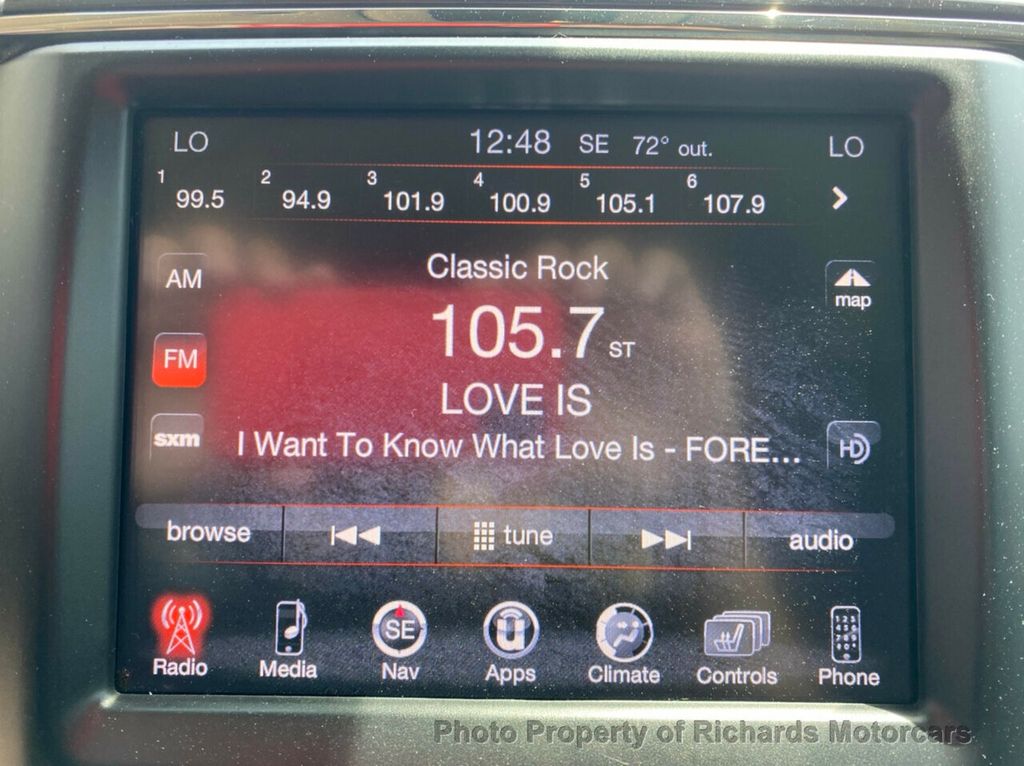 LO 12:48 SE 72° out. LO
1 99.5 2 94.9 3 101.9 4 100.9 5 105.1 6 107.9
AM Classic Rock map
105.7 ST
FM
LOVE IS
sxm I Want To Know What Love Is - FORE... HD
browse tune audio
SE u
Radio Media Nav Apps Climate Controls Phone
Photo Property of Richards Motorcars